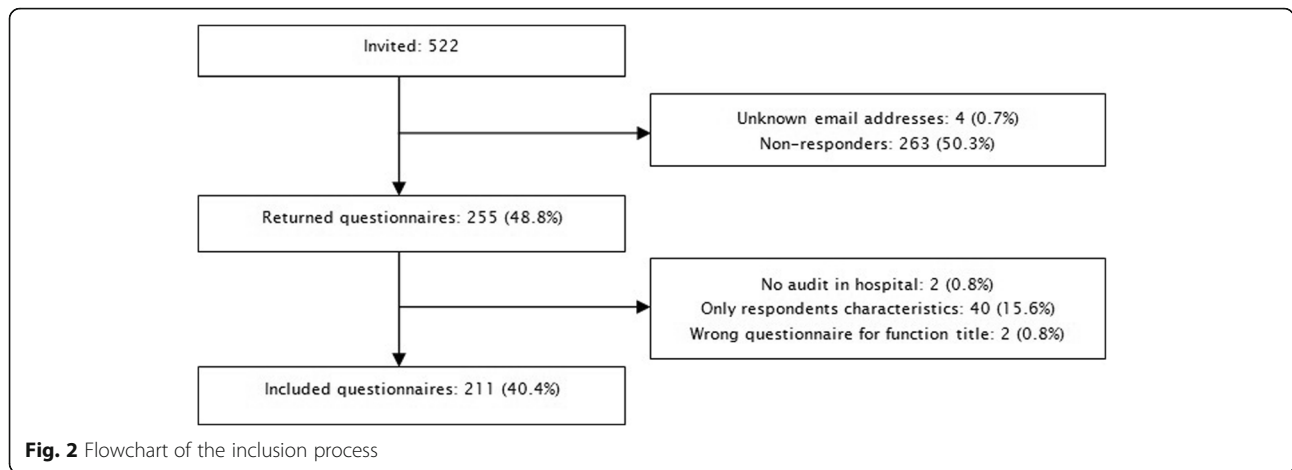 Invited: 522
Unknown email addresses: 4 (0.7%)
Non-responders: 263 (50.3%)
Returned questionnaires: 255 (48.8%)
No audit in hospital: 2 (0.8%)
Only respondents characteristics: 40 (15.6%)
Wrong questionnaire for function title: 2 (0.8%)
Included questionnaires: 211 (40.4%)
Fig. 2 Flowchart of the inclusion process